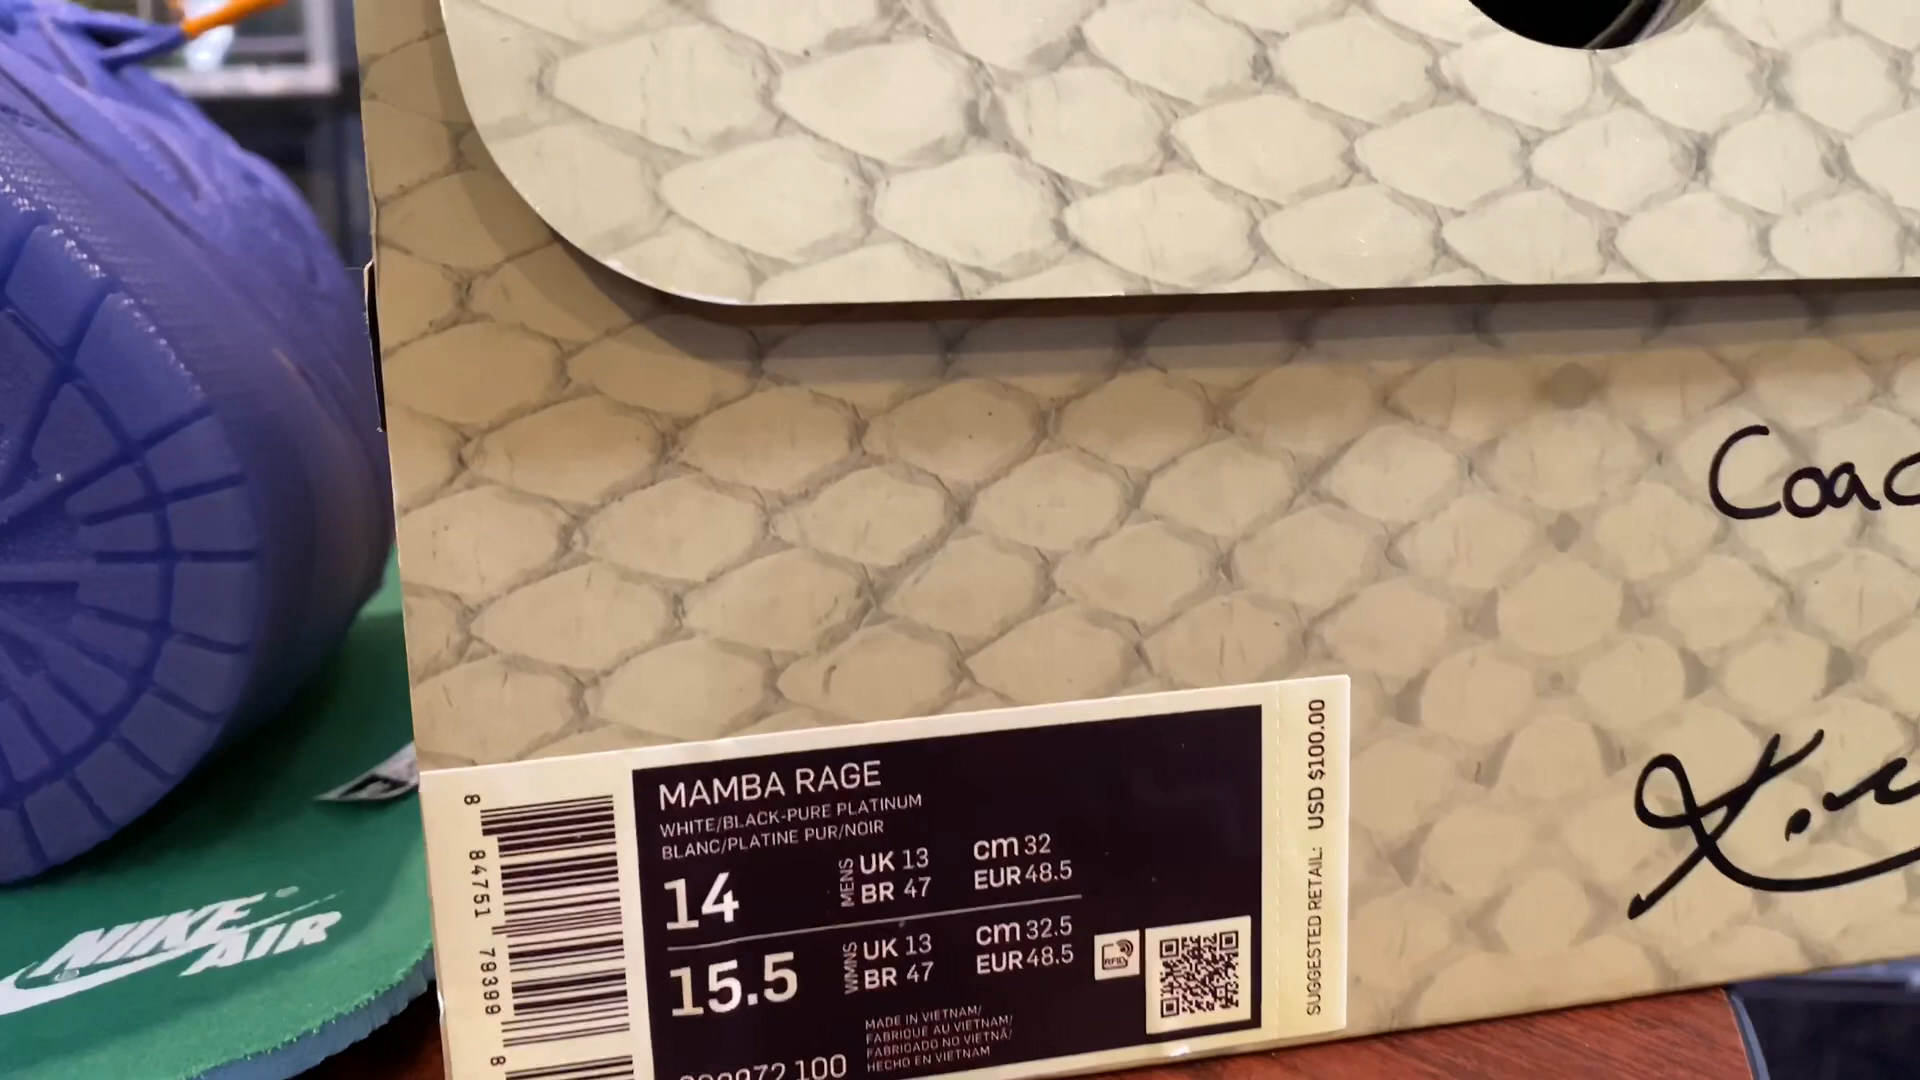 Coac
MAMBA RAGE
WHITE/BLACK-PURE PLATINUM
BLANC/PLATINE PUR/NOIR
14
MENS
UK 13
BR 47
cm 32
EUR 48.5
15.5
WMNS
UK 13
BR 47
cm 32.5
EUR 48.5
RFID
MADE IN VIETNAM/
FABRIQUE AU VIETNAM/
FABRICADO NO VIETNÃ/
HECHO EN VIETNAM
100
8 84751 79399 8
SUGGESTED RETAIL: USD $100.00
NIKE
AIR